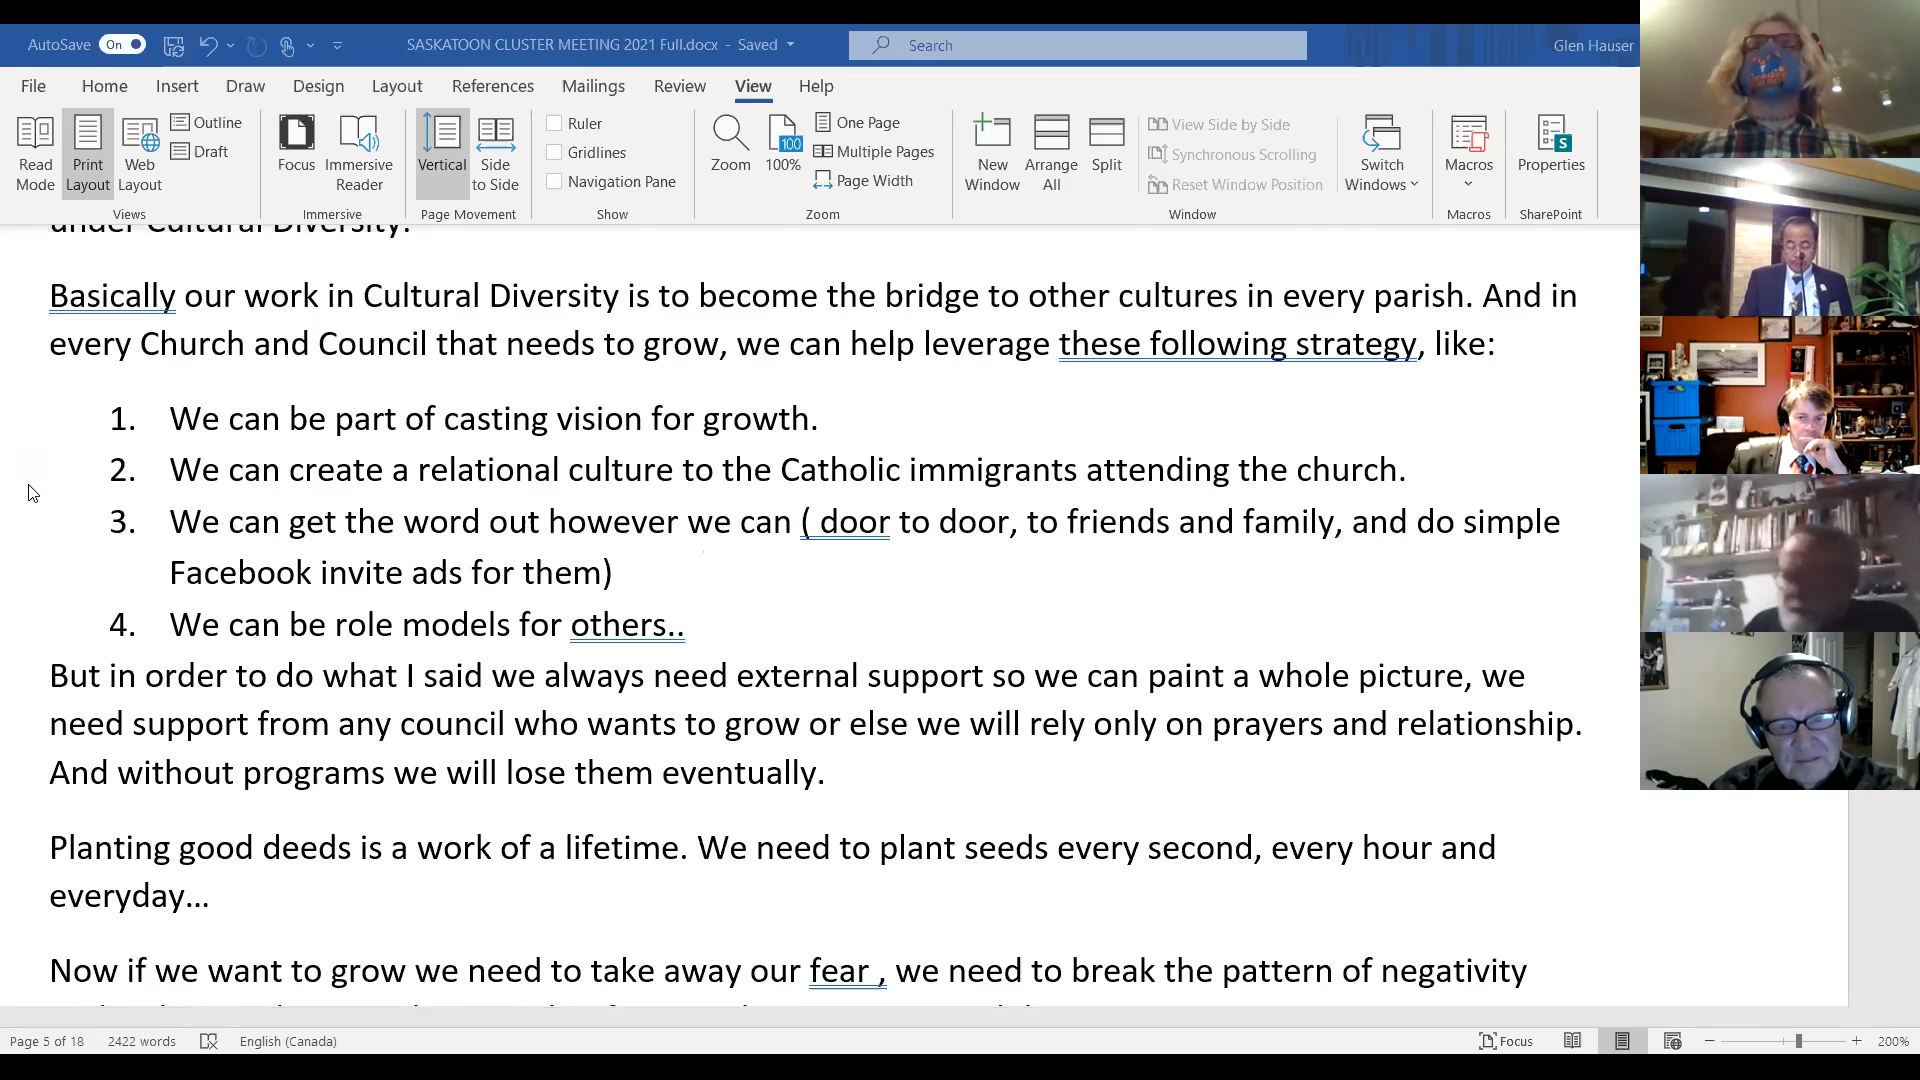 AutoSave On SASKATOON CLUSTER MEETING 2021 Full.docx - Saved Search Glen Hauser
File Home Insert Draw Design Layout References Mailings Review View Help
Read Mode
Print Layout
Web Layout
Outline
Draft
Views
Focus
Immersive Reader
Immersive
Vertical
Side to Side
Page Movement
Ruler
Gridlines
Navigation Pane
Show
Zoom
100
100%
One Page
Multiple Pages
Page Width
Zoom
New Window
Arrange All
Split
View Side by Side
Synchronous Scrolling
Reset Window Position
Switch Windows
Window
Macros
Macros
Properties
SharePoint
under Cultural Diversity.
Basically our work in Cultural Diversity is to become the bridge to other cultures in every parish. And in
every Church and Council that needs to grow, we can help leverage these following strategy, like:
1. We can be part of casting vision for growth.
2. We can create a relational culture to the Catholic immigrants attending the church.
3. We can get the word out however we can ( door to door, to friends and family, and do simple
Facebook invite ads for them)
4. We can be role models for others..
But in order to do what I said we always need external support so we can paint a whole picture, we
need support from any council who wants to grow or else we will rely only on prayers and relationship.
And without programs we will lose them eventually.
Planting good deeds is a work of a lifetime. We need to plant seeds every second, every hour and
everyday...
Now if we want to grow we need to take away our fear , we need to break the pattern of negativity
Page 5 of 18 2422 words English (Canada) Focus 200%